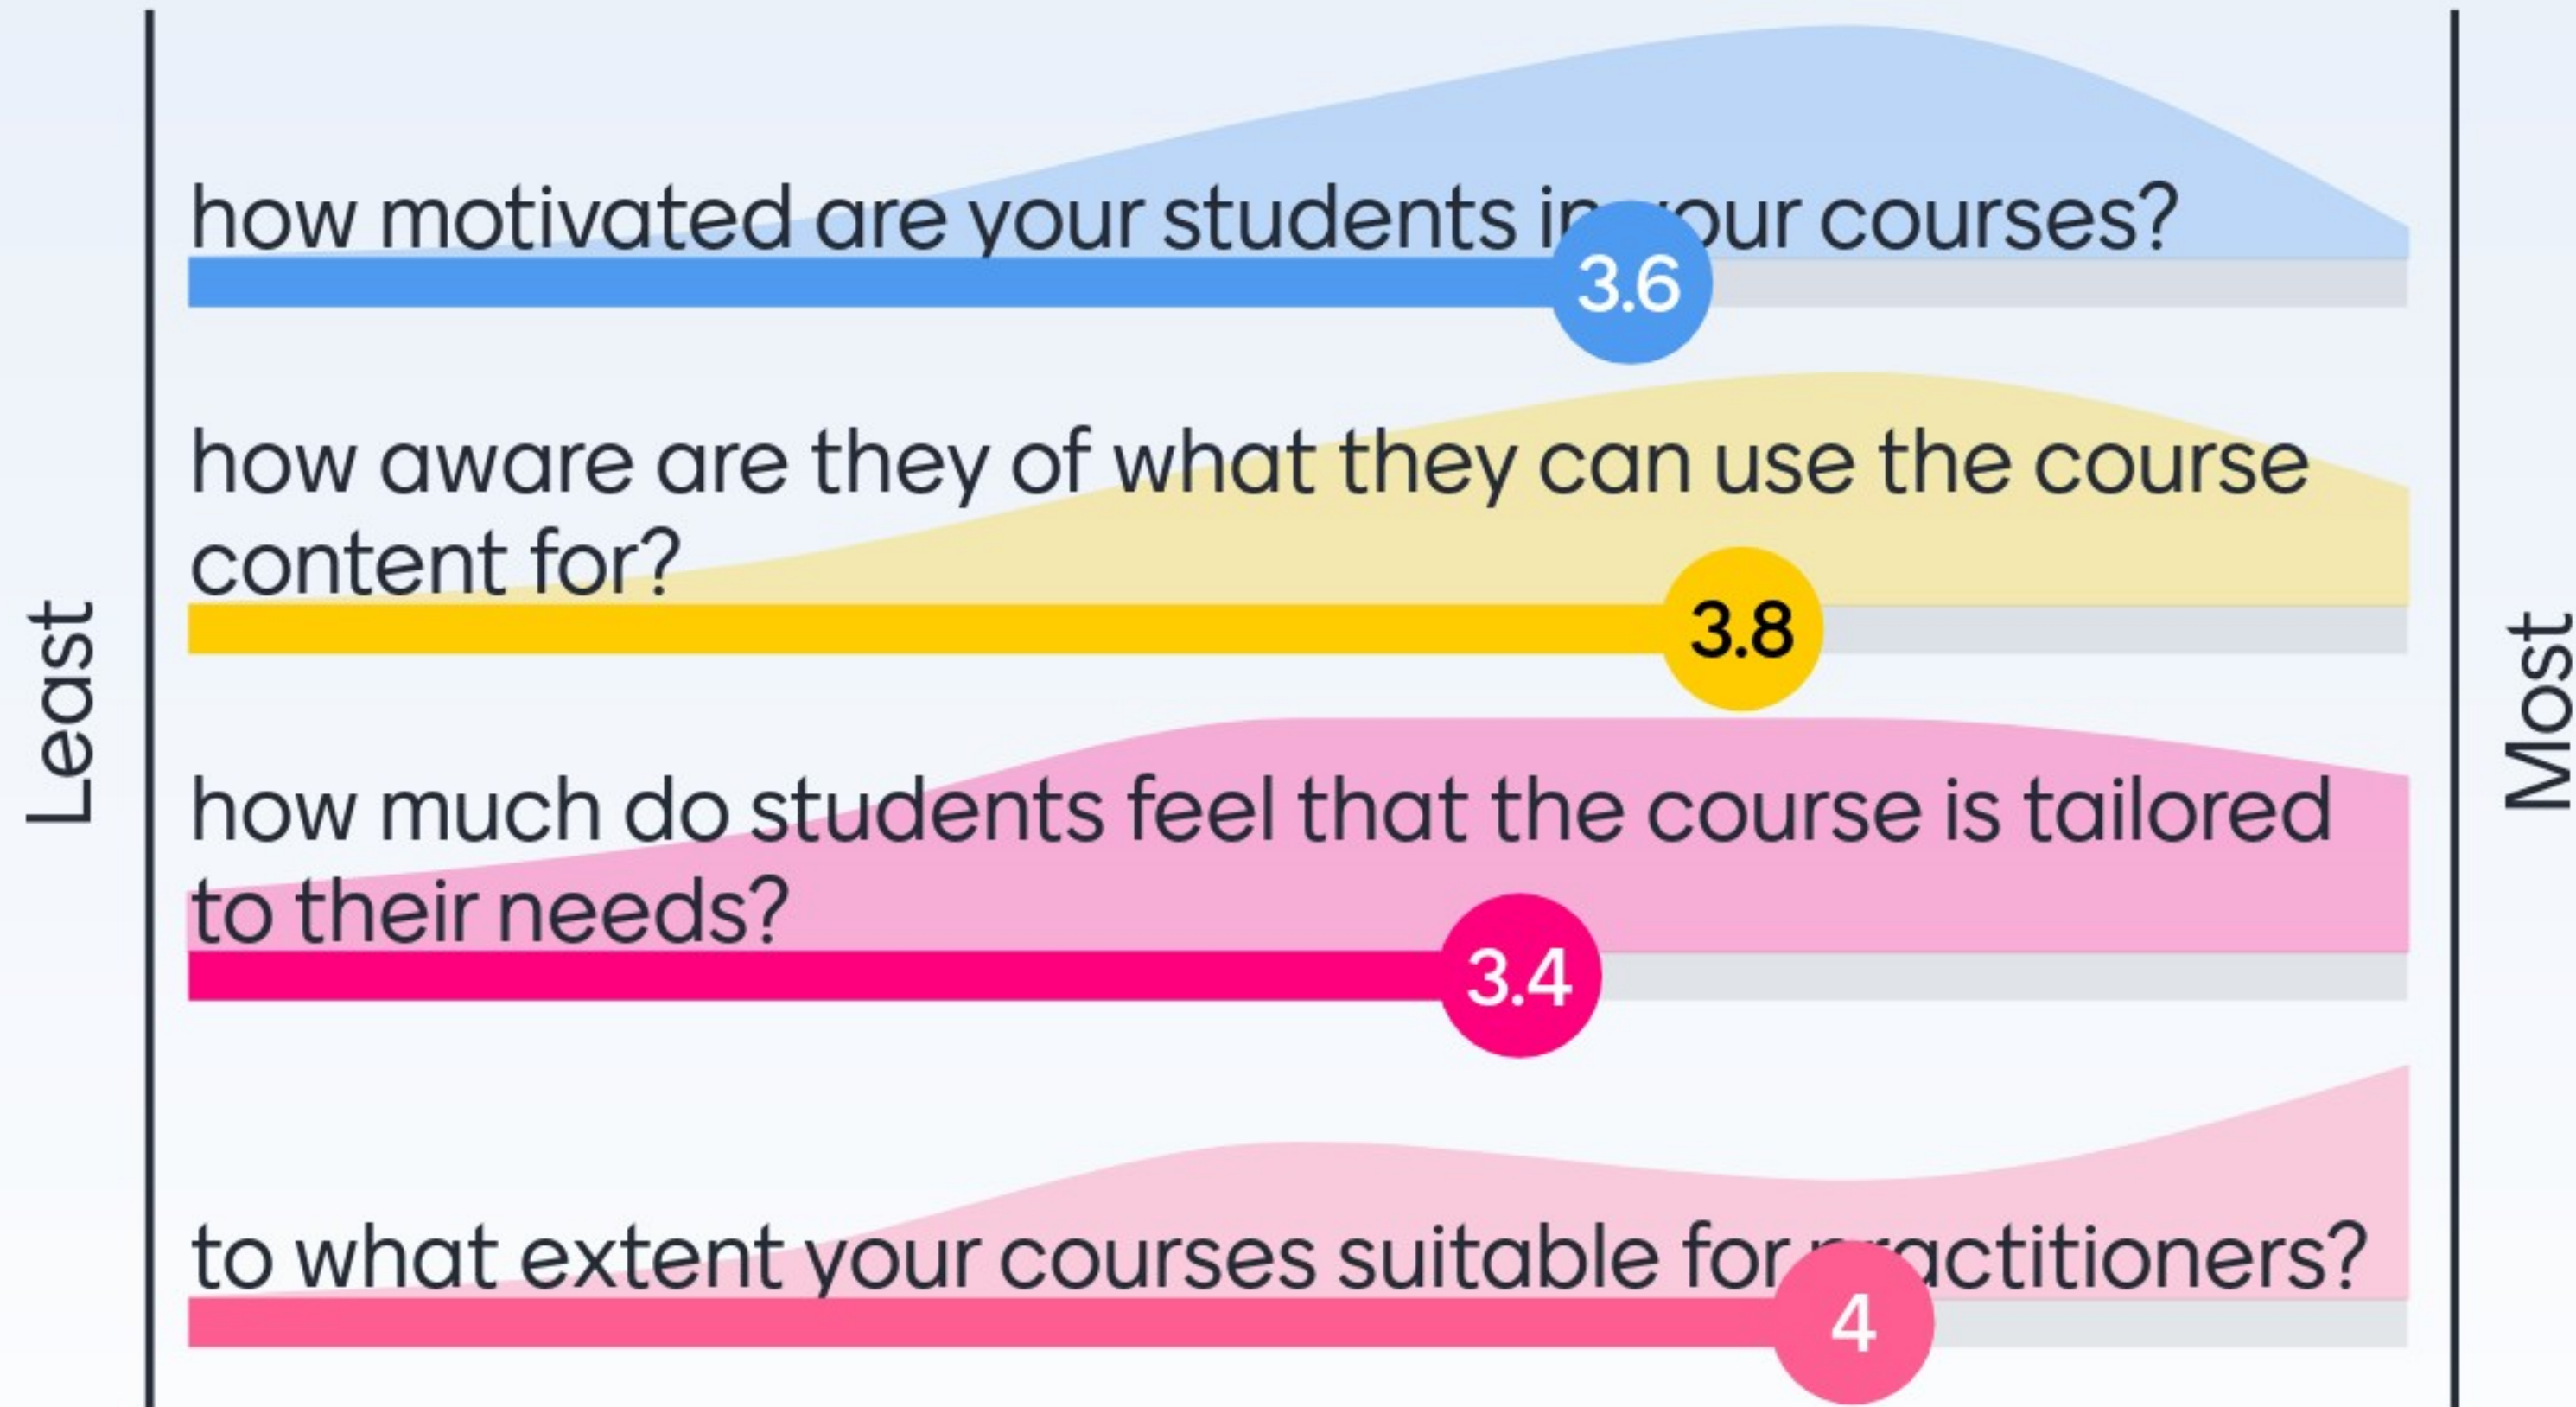 how motivated are your students in your courses?
3.6
how aware are they of what they can use the course
content for?
3.8
Least
Most
how much do students feel that the course is tailored
to their needs?
3.4
to what extent your courses suitable for practitioners?
4